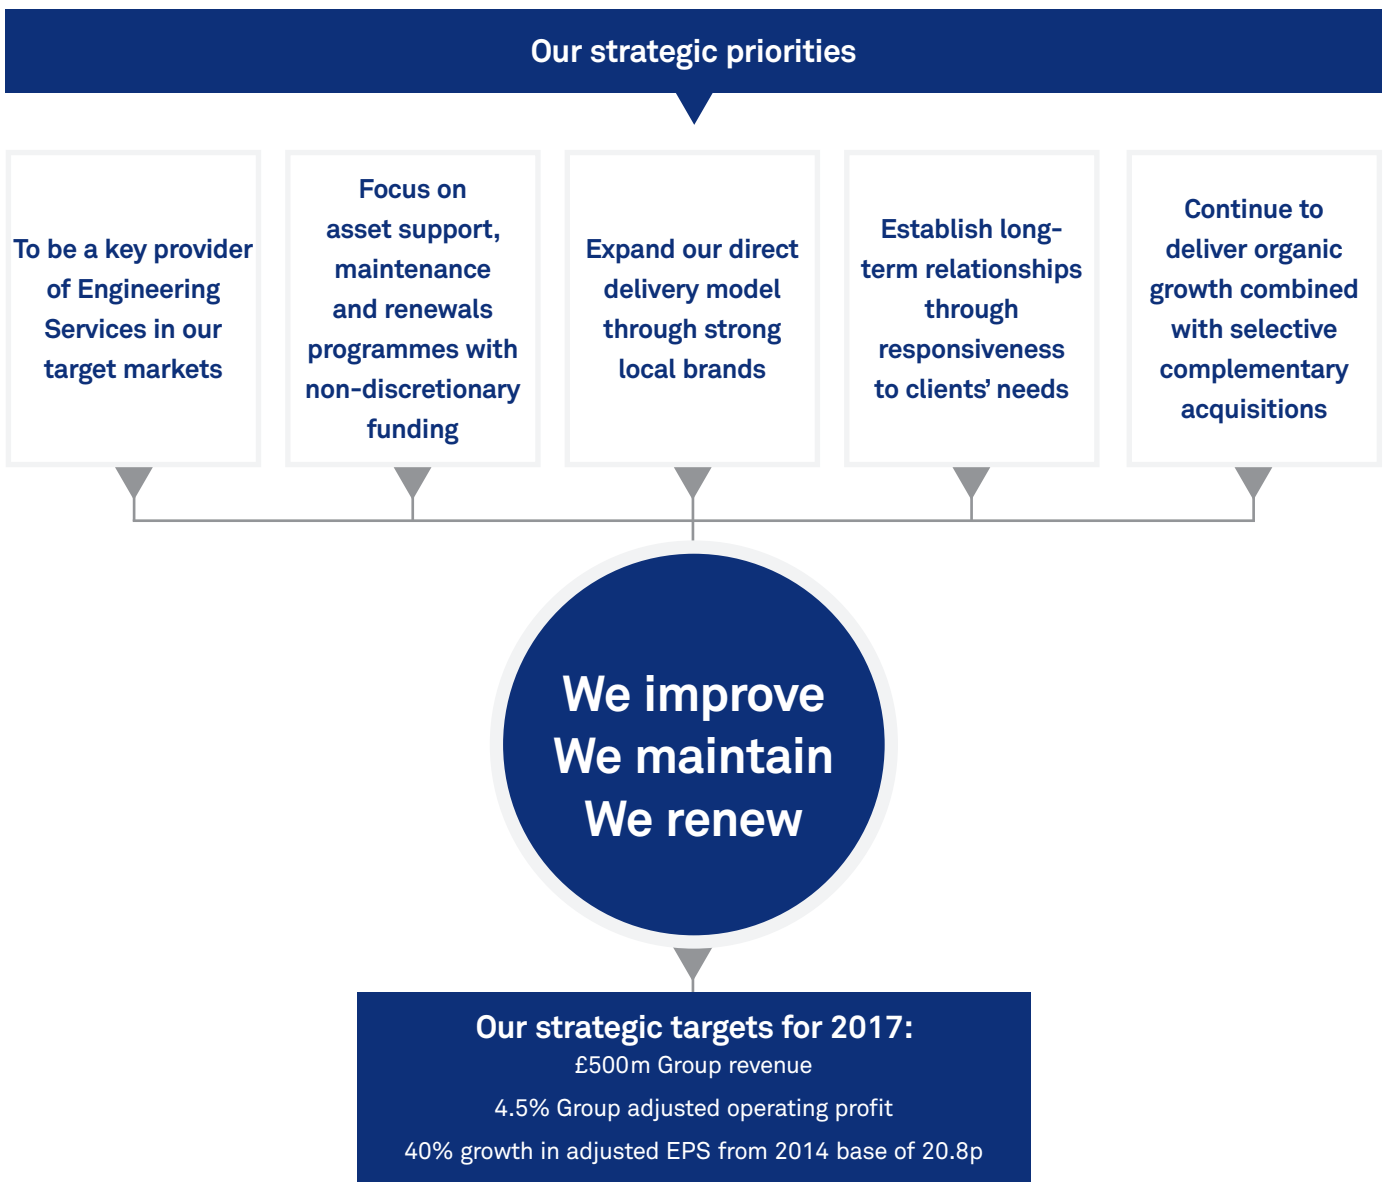 Our strategic priorities
To be a key provider
of Engineering
Services in our
target markets
Focus on
asset support,
maintenance
and renewals
programmes with
non-discretionary
funding
Expand our direct
delivery model
through strong
local brands
Establish long-
term relationships
through
responsiveness
to clients’ needs
Continue to
deliver organic
growth combined
with selective
complementary
acquisitions
We improve
We maintain
We renew
Our strategic targets for 2017:
£500m Group revenue
4.5% Group adjusted operating profit
40% growth in adjusted EPS from 2014 base of 20.8p